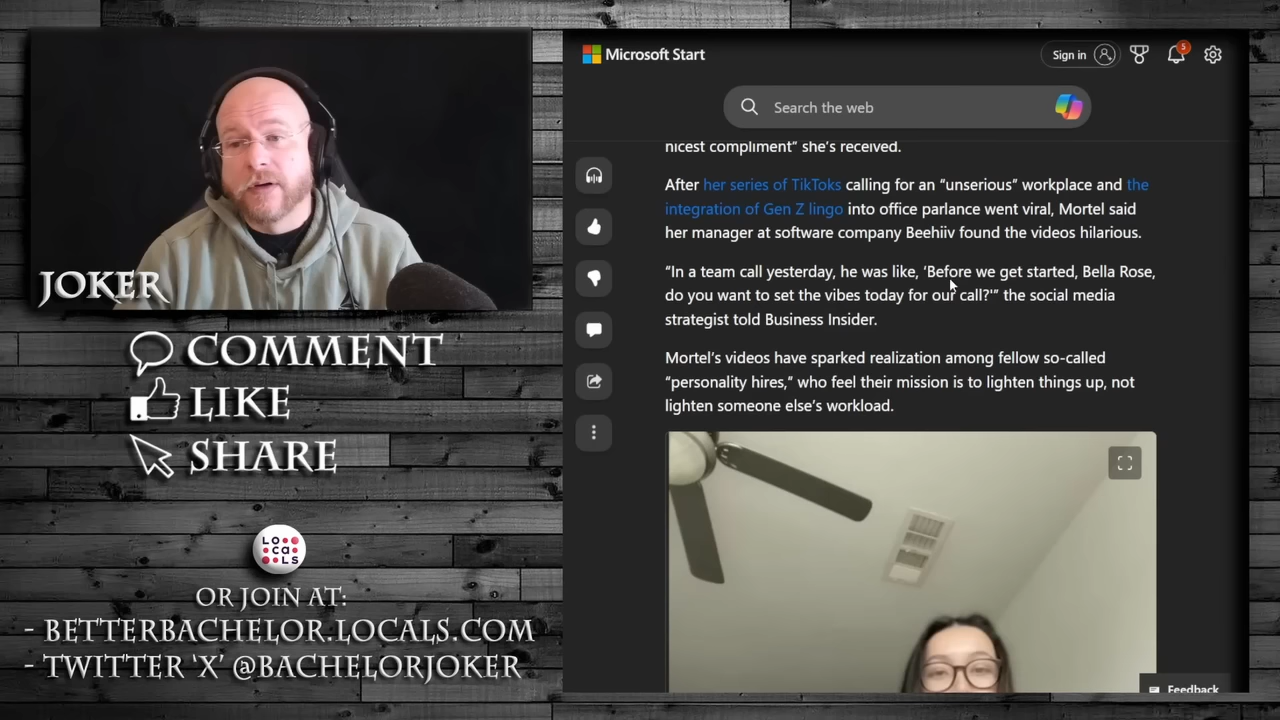 JOKER
COMMENT
LIKE
SHARE
LOCALS
OR JOIN AT:
- BETTERBACHELOR.LOCALS.COM
- TWITTER 'X' @BACHELORJOKER
Microsoft Start
Sign in
5
Search the web
nicest compliment” she’s received.
After her series of TikToks calling for an “unserious” workplace and the
integration of Gen Z lingo into office parlance went viral, Mortel said
her manager at software company Beehiiv found the videos hilarious.
“In a team call yesterday, he was like, ‘Before we get started, Bella Rose,
do you want to set the vibes today for our call?'” the social media
strategist told Business Insider.
Mortel’s videos have sparked realization among fellow so-called
“personality hires,” who feel their mission is to lighten things up, not
lighten someone else’s workload.
Feedback